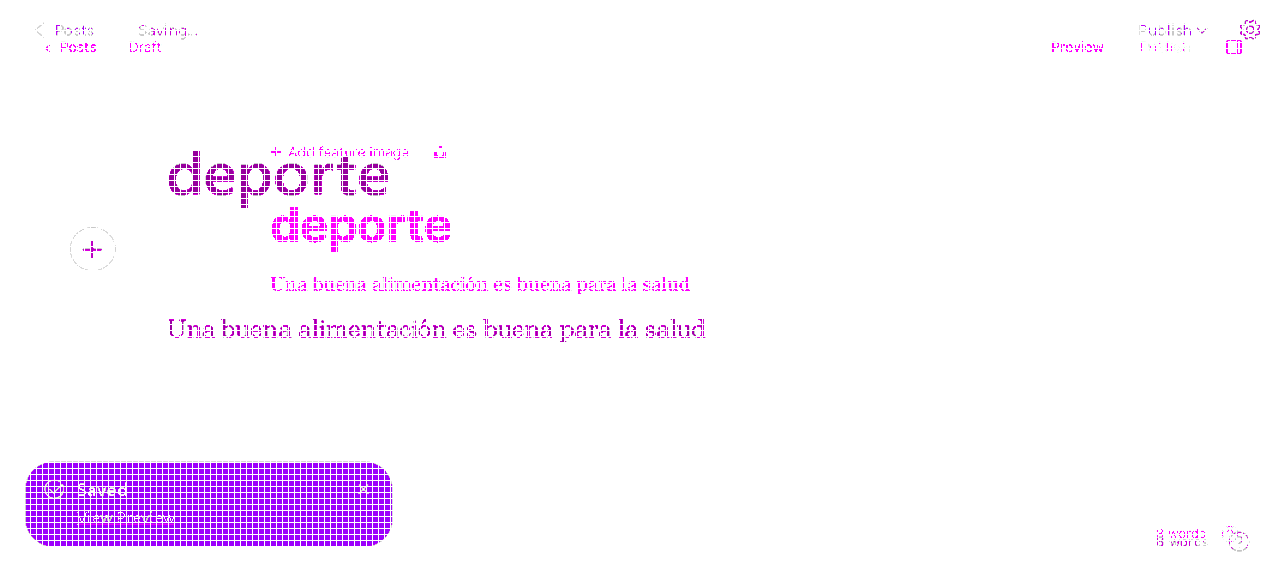 Posts Saving... Publish
Posts Draft Preview
Add feature image
deporte
deporte
Una buena alimentación es buena para la salud
Una buena alimentación es buena para la salud
Saved
View Preview
8 words
8 words